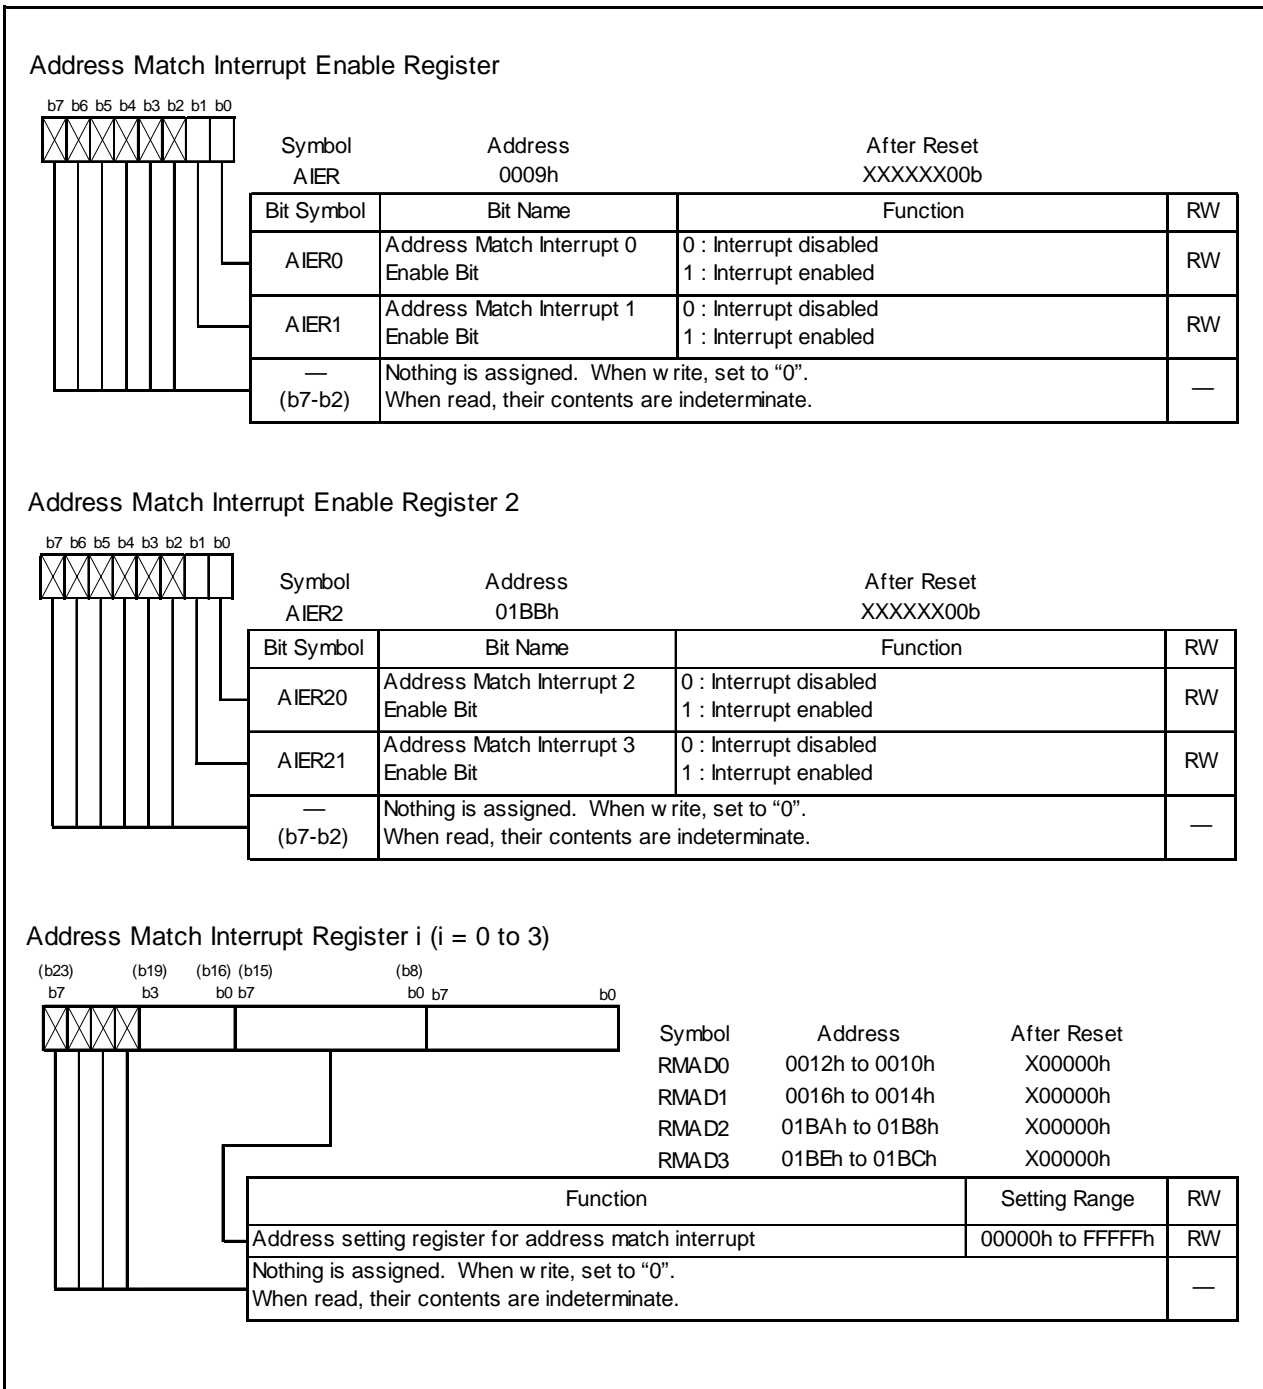 Address Match Interrupt Enable Register
b7 b6 b5 b4 b3 b2 b1 b0
Symbol Address After Reset
AIER 0009h XXXXXX00b
Bit Symbol Bit Name Function RW
AIER0 Address Match Interrupt 0 Enable Bit 0 : Interrupt disabled 1 : Interrupt enabled RW
AIER1 Address Match Interrupt 1 Enable Bit 0 : Interrupt disabled 1 : Interrupt enabled RW
— (b7-b2) Nothing is assigned. When write, set to “0”. —
When read, their contents are indeterminate.
Address Match Interrupt Enable Register 2
b7 b6 b5 b4 b3 b2 b1 b0
Symbol Address After Reset
AIER2 01BBh XXXXXX00b
Bit Symbol Bit Name Function RW
AIER20 Address Match Interrupt 2 Enable Bit 0 : Interrupt disabled 1 : Interrupt enabled RW
AIER21 Address Match Interrupt 3 Enable Bit 0 : Interrupt disabled 1 : Interrupt enabled RW
— (b7-b2) Nothing is assigned. When write, set to “0”. —
When read, their contents are indeterminate.
Address Match Interrupt Register i (i = 0 to 3)
(b23) (b19) (b16) (b15) (b8)
b7 b3 b0 b7 b0 b7 b0
Symbol Address After Reset
RMAD0 0012h to 0010h X00000h
RMAD1 0016h to 0014h X00000h
RMAD2 01BAh to 01B8h X00000h
RMAD3 01BEh to 01BCh X00000h
Function Setting Range RW
Address setting register for address match interrupt 00000h to FFFFFh RW
Nothing is assigned. When write, set to “0”. —
When read, their contents are indeterminate.